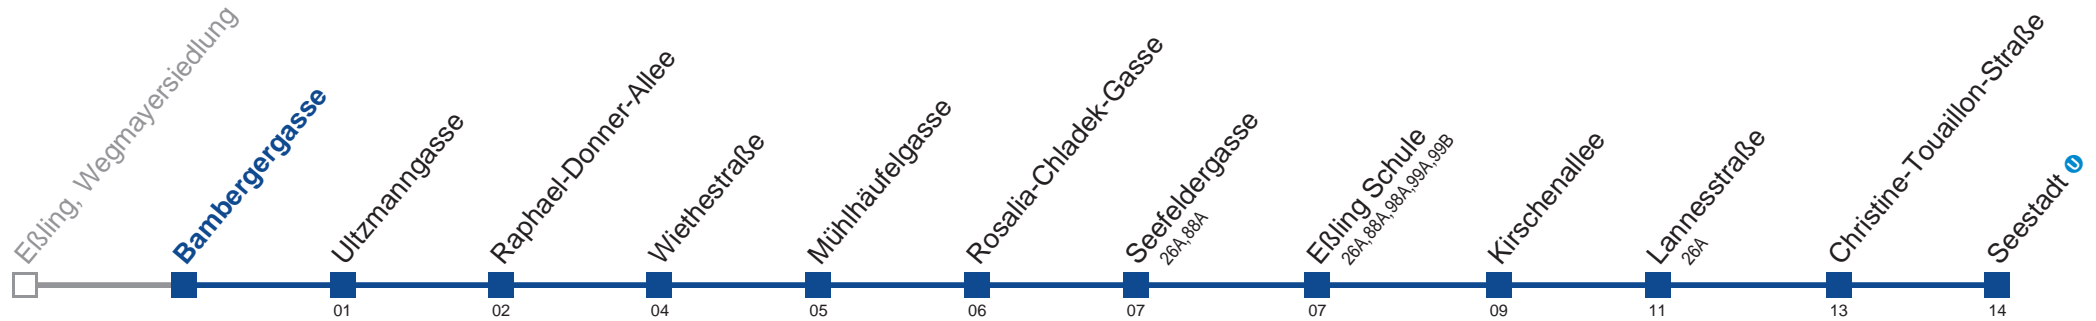 Eßling, Wegmayersiedlung
Bambergergasse
Ultzmanngasse
Raphael-Donner-Allee
Wiethestraße
Mühlhäufelgasse
Rosalia-Chladek-Gasse
Seefeldergasse
26A,88A
Eßling Schule
26A,88A,98A,99A,99B
Kirschenallee
Lannesstraße
26A
Christine-Touaillon-Straße
Seestadt U
01 02 04 05 06 07 07 09 11 13 14